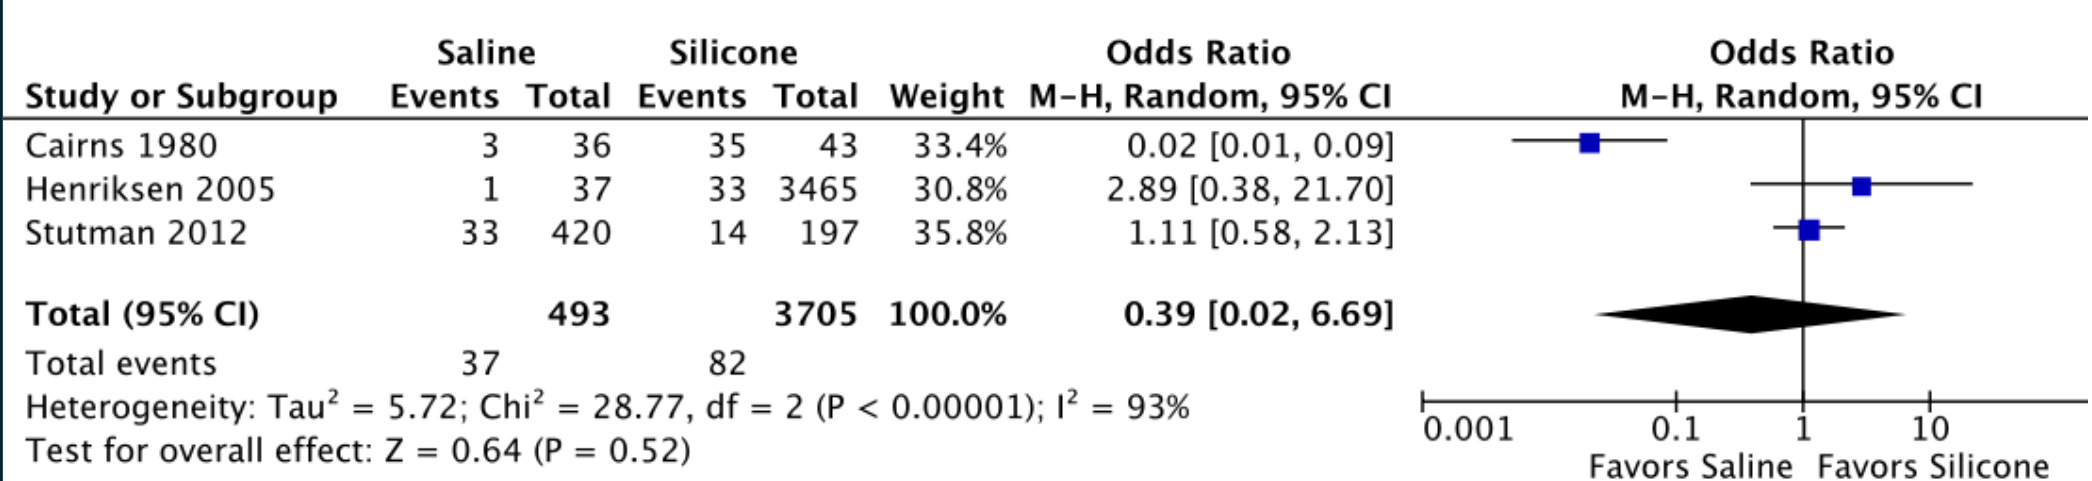 Saline Silicone Odds Ratio Odds Ratio
Study or Subgroup Events Total Events Total Weight M-H, Random, 95% CI M-H, Random, 95% CI
Cairns 1980 3 36 35 43 33.4% 0.02 [0.01, 0.09]
Henriksen 2005 1 37 33 3465 30.8% 2.89 [0.38, 21.70]
Stutman 2012 33 420 14 197 35.8% 1.11 [0.58, 2.13]
Total (95% CI) 493 3705 100.0% 0.39 [0.02, 6.69]
Total events 37 82
Heterogeneity: Tau² = 5.72; Chi² = 28.77, df = 2 (P < 0.00001); I² = 93%
Test for overall effect: Z = 0.64 (P = 0.52)
0.001 0.1 1 10
Favors Saline Favors Silicone